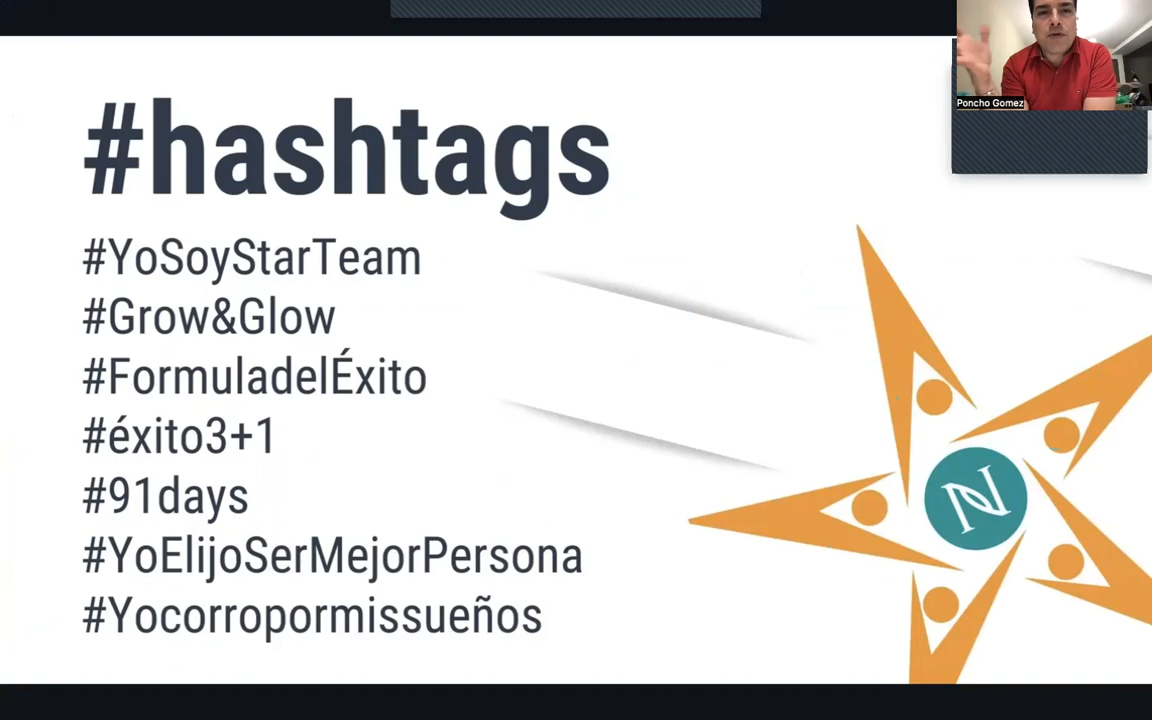 Poncho Gomez
#hashtags
#YoSoyStarTeam
#Grow&Glow
#FormuladelÉxito
#éxito3+1
#91days
#YoElijoSerMejorPersona
#Yocorropormissueños
N